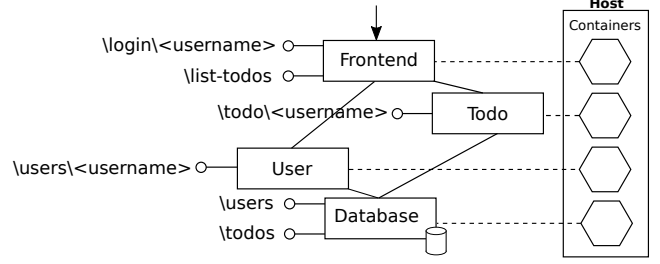 Host
Containers
\login\<username>
Frontend
\list-todos
\todo\<username>
Todo
\users\<username>
User
\users
Database
\todos